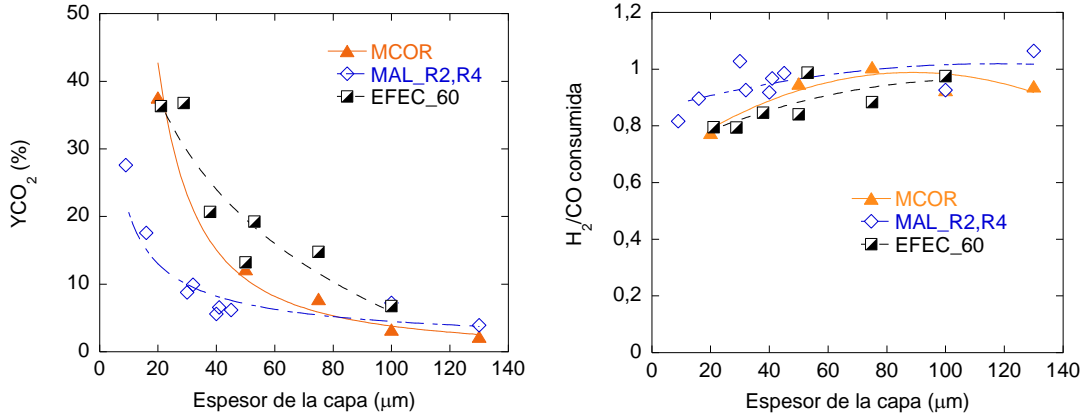 50
40
30
20
10
0
YCO2 (%)
0 20 40 60 80 100 120 140
Espesor de la capa (μm)
MCOR
MAL_R2,R4
EFEC_60
1,2
1
0,8
0,6
0,4
0,2
0
H2/CO consumida
0 20 40 60 80 100 120 140
Espesor de la capa (μm)
MCOR
MAL_R2,R4
EFEC_60